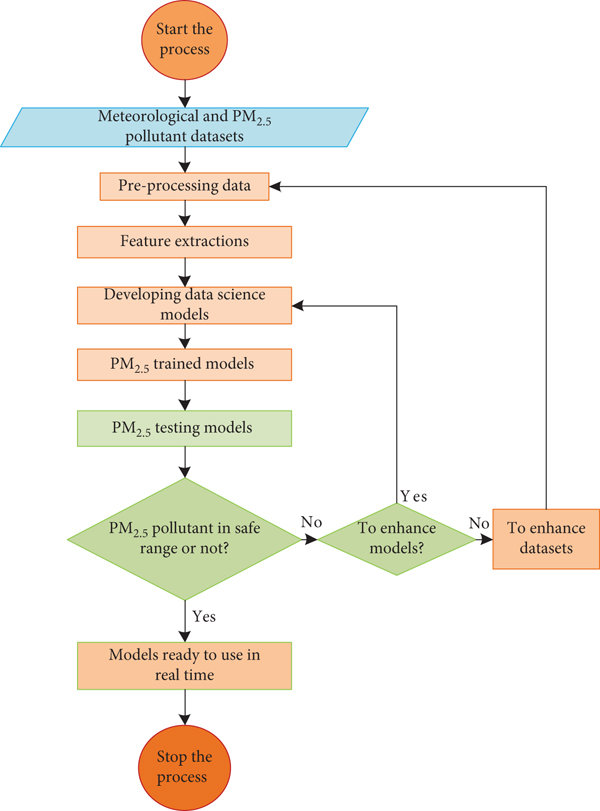 Start the
process
Meteorological and PM₂.₅
pollutant datasets
Pre-processing data
Feature extractions
Developing data science
models
PM₂.₅ trained models
PM₂.₅ testing models
PM₂.₅ pollutant in safe
range or not?
No
To enhance
models?
Yes
No
To enhance
datasets
Yes
Models ready to use in
real time
Stop the
process